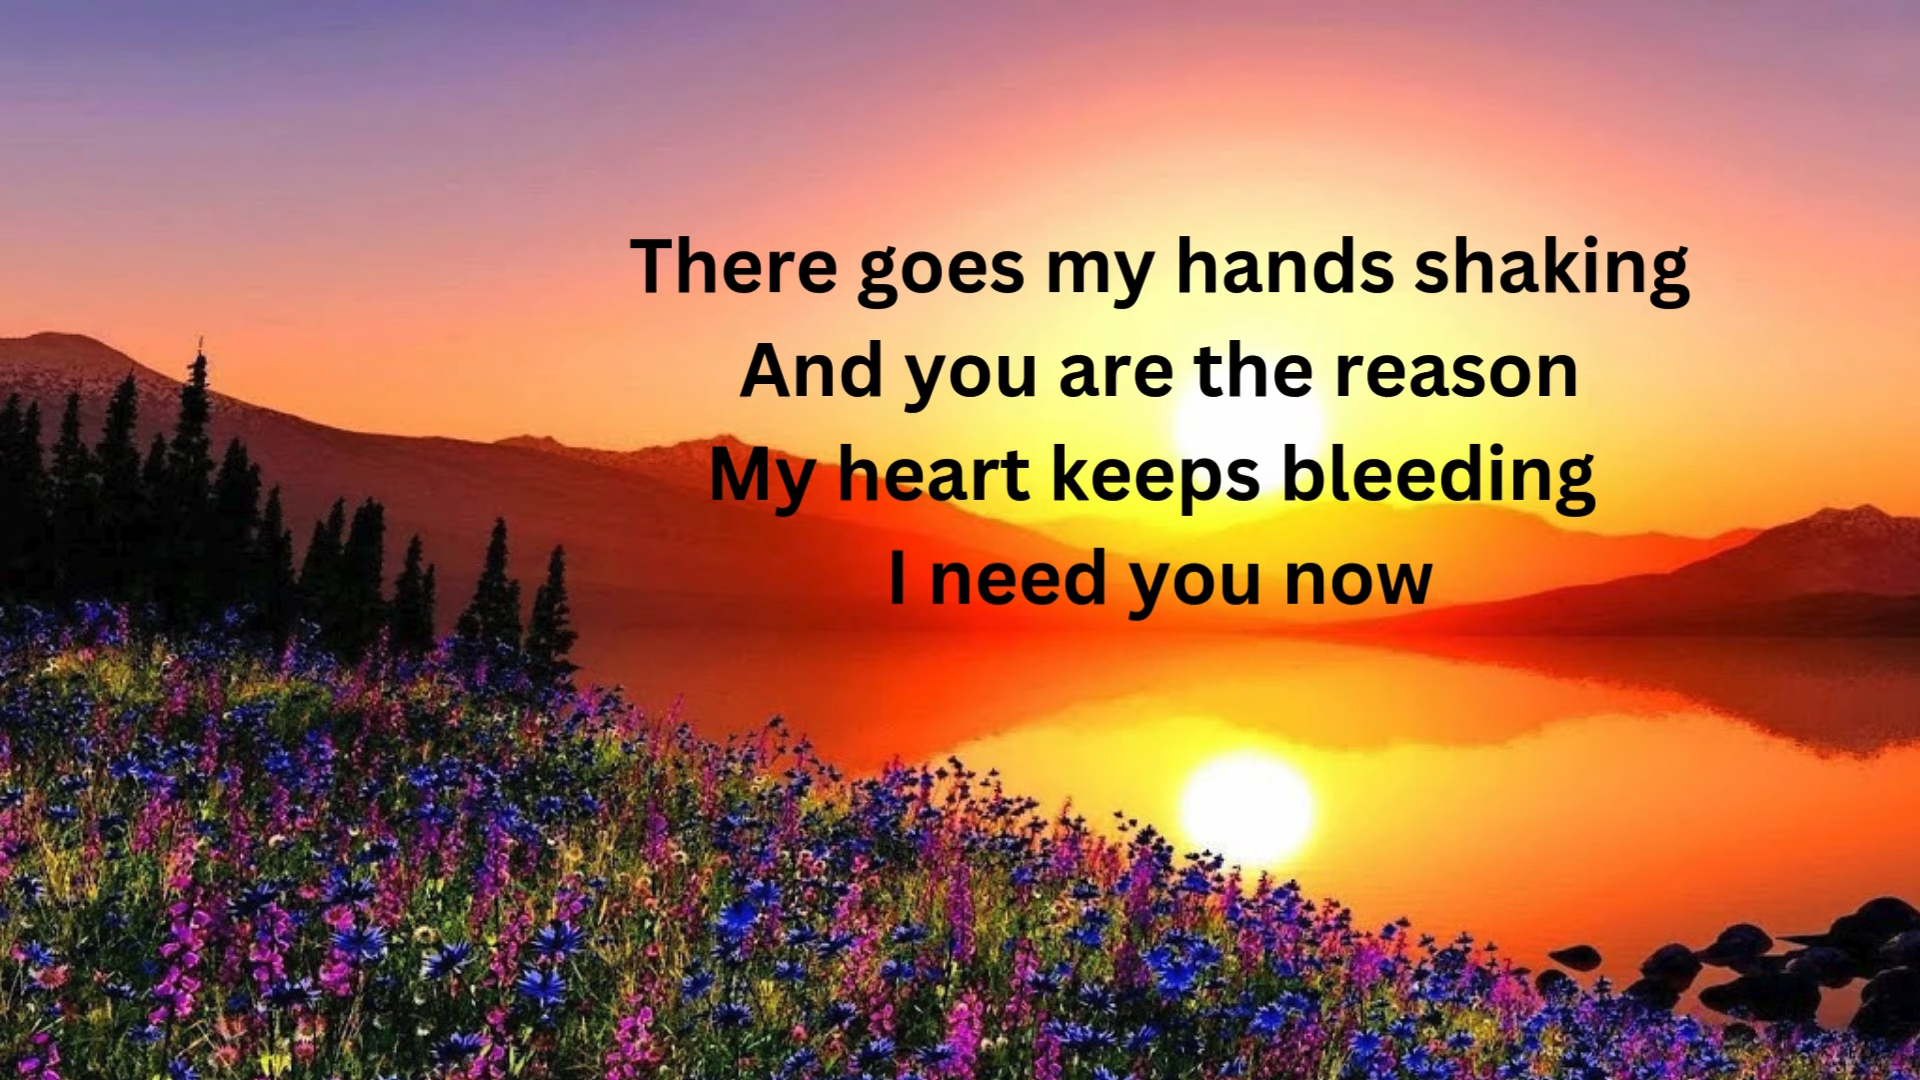 There goes my hands shaking
And you are the reason
My heart keeps bleeding
I need you now